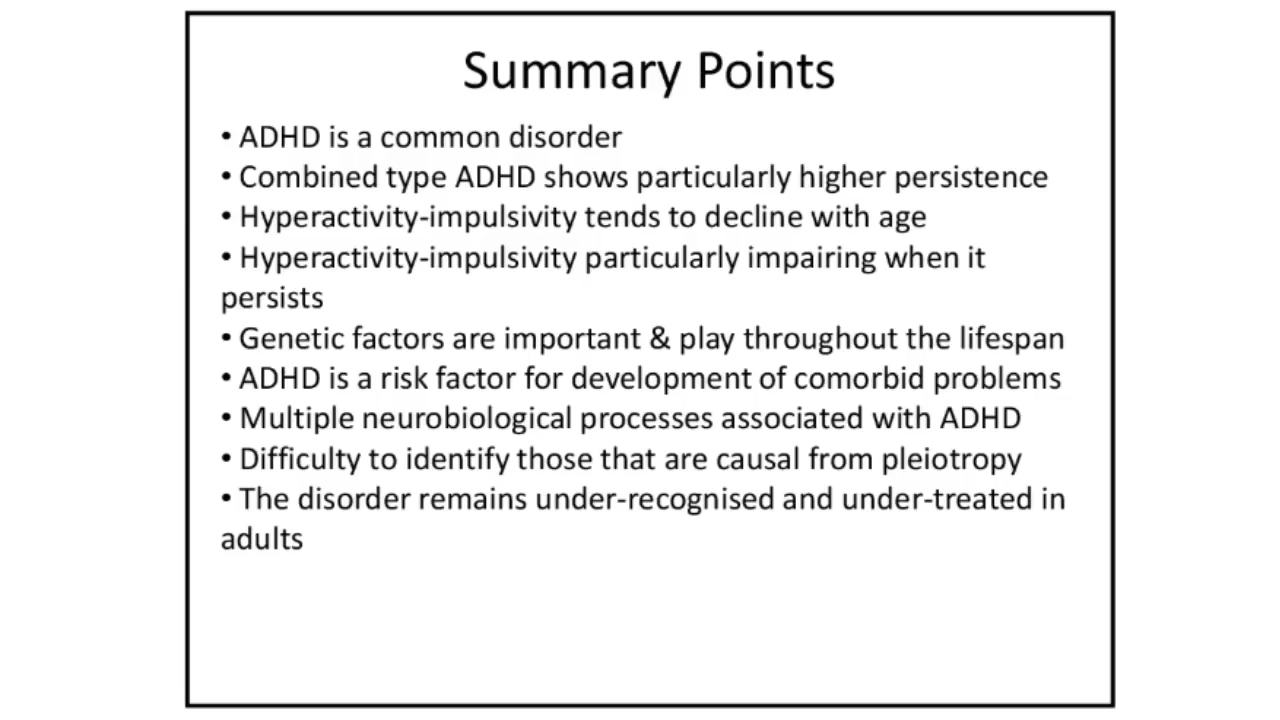 Summary Points
• ADHD is a common disorder
• Combined type ADHD shows particularly higher persistence
• Hyperactivity-impulsivity tends to decline with age
• Hyperactivity-impulsivity particularly impairing when it
persists
• Genetic factors are important & play throughout the lifespan
• ADHD is a risk factor for development of comorbid problems
• Multiple neurobiological processes associated with ADHD
• Difficulty to identify those that are causal from pleiotropy
• The disorder remains under-recognised and under-treated in
adults